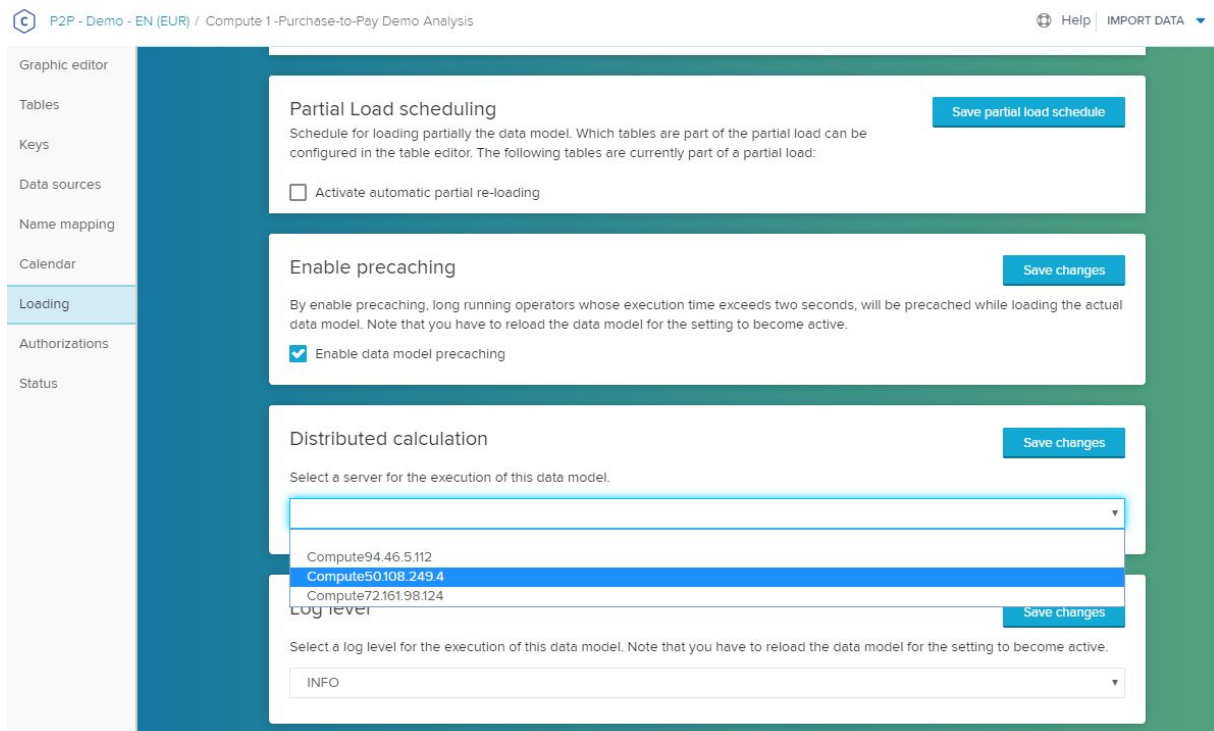 P2P - Demo - EN (EUR) / Compute 1 -Purchase-to-Pay Demo Analysis
Help
IMPORT DATA
Graphic editor
Tables
Keys
Data sources
Name mapping
Calendar
Loading
Authorizations
Status
Partial Load scheduling
Save partial load schedule
Schedule for loading partially the data model. Which tables are part of the partial load can be
configured in the table editor. The following tables are currently part of a partial load:
Activate automatic partial re-loading
Enable precaching
Save changes
By enable precaching, long running operators whose execution time exceeds two seconds, will be precached while loading the actual
data model. Note that you have to reload the data model for the setting to become active.
Enable data model precaching
Distributed calculation
Save changes
Select a server for the execution of this data model.
Compute94.46.5.112
Compute50.108.249.4
Compute72.161.98.124
Log level
Save changes
Select a log level for the execution of this data model. Note that you have to reload the data model for the setting to become active.
INFO